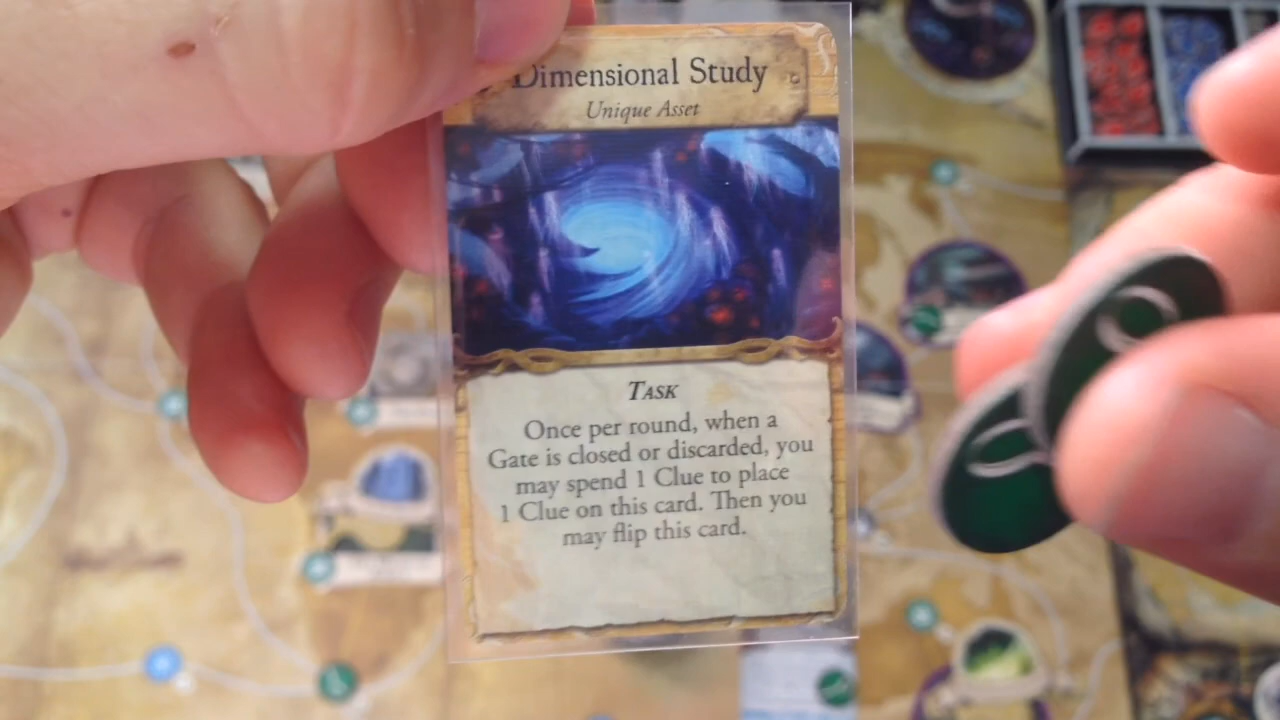 Dimensional Study
Unique Asset
TASK
Once per round, when a
Gate is closed or discarded, you
may spend 1 Clue to place
1 Clue on this card. Then you
may flip this card.